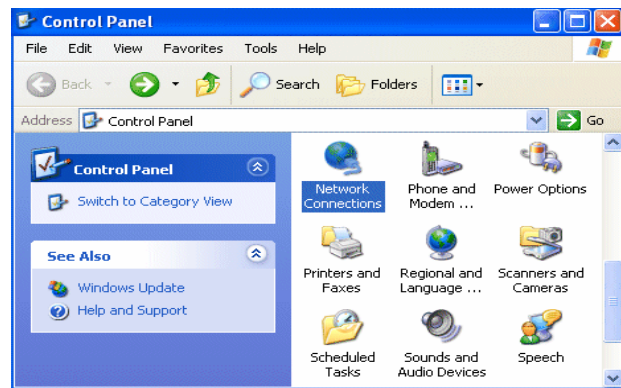 Control Panel
File Edit View Favorites Tools Help
Back Search Folders
Address Control Panel Go
Control Panel
Switch to Category View
See Also
Windows Update
Help and Support
Network Connections
Phone and Modem ...
Power Options
Printers and Faxes
Regional and Language ...
Scanners and Cameras
Scheduled Tasks
Sounds and Audio Devices
Speech